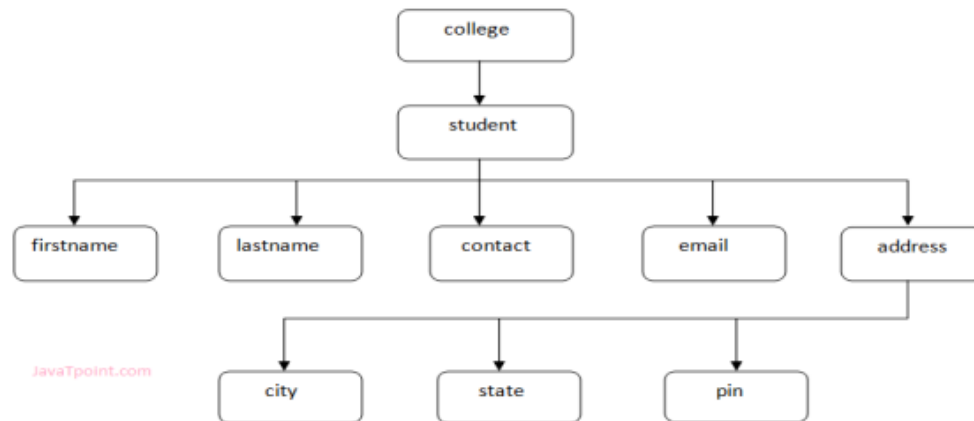 college
student
firstname
lastname
contact
email
address
JavaTpoint.com
city
state
pin